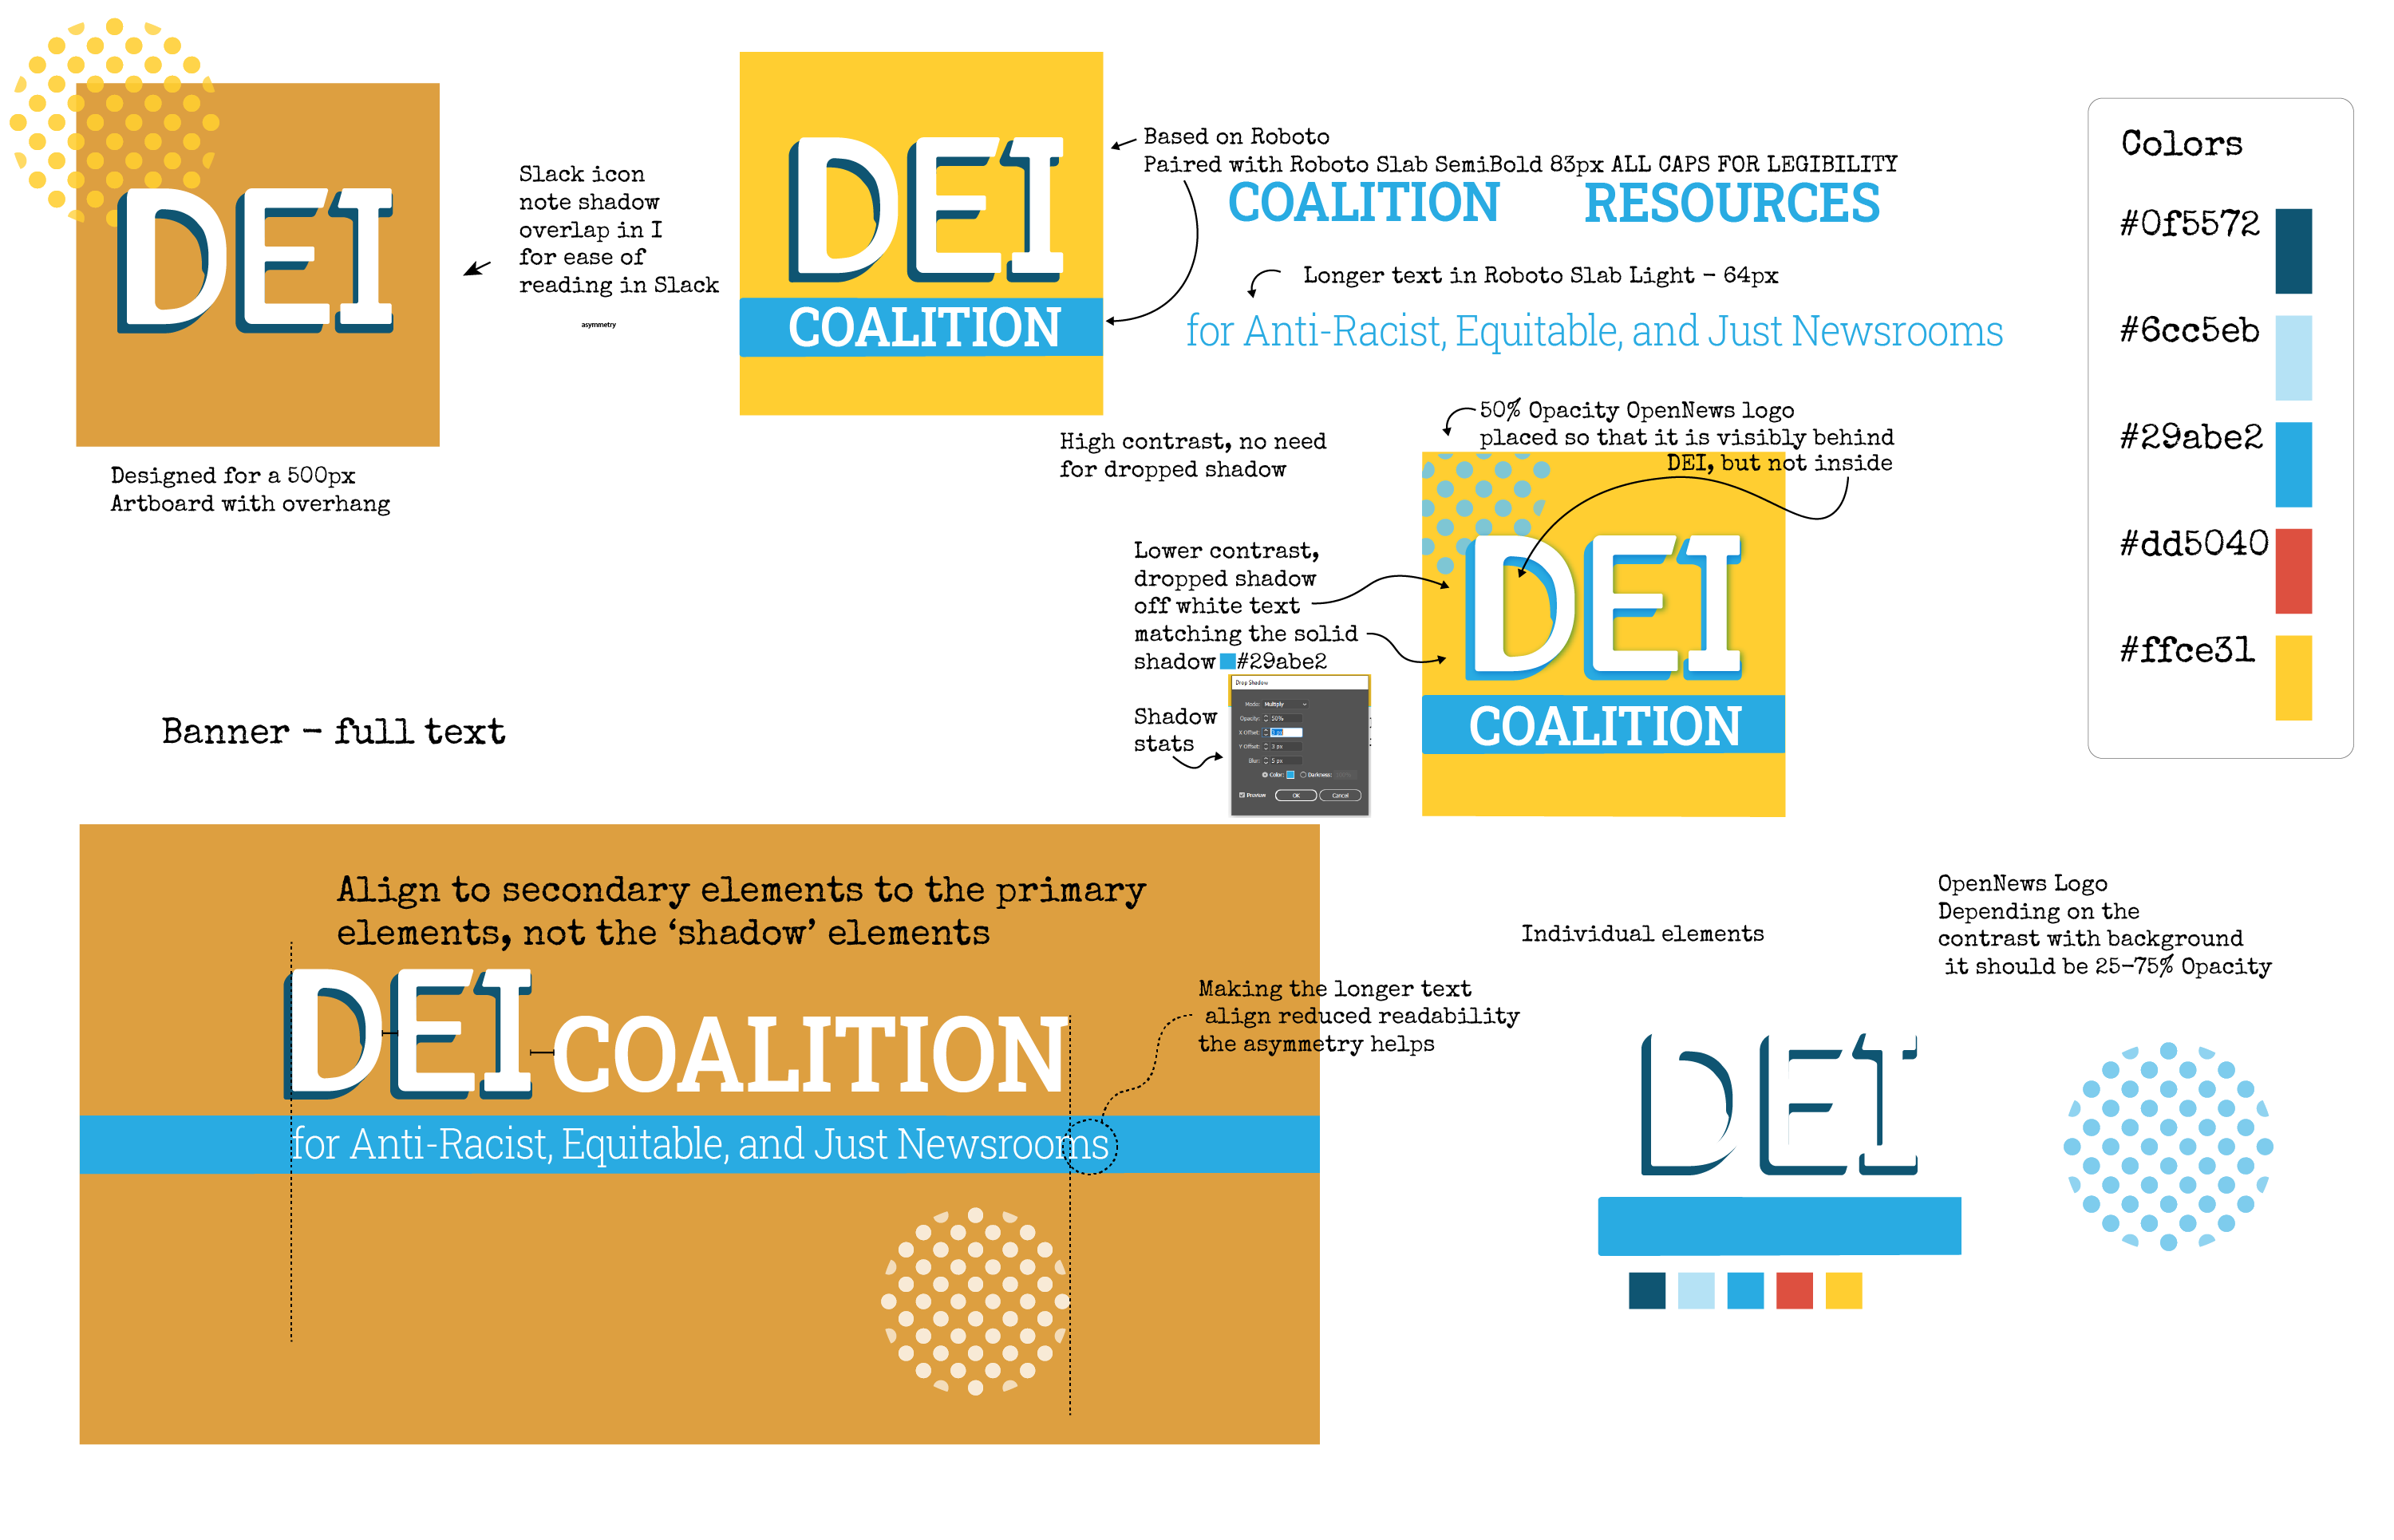 DEI
Designed for a 500px
Artboard with overhang
Slack icon
note shadow
overlap in I
for ease of
reading in Slack
asymmetry
DEI
COALITION
Based on Roboto
Paired with Roboto Slab SemiBold 83px ALL CAPS FOR LEGIBILITY
COALITION RESOURCES
Longer text in Roboto Slab Light - 64px
for Anti-Racist, Equitable, and Just Newsrooms
High contrast, no need
for dropped shadow
50% Opacity OpenNews logo
placed so that it is visibly behind
DEI, but not inside
Lower contrast,
dropped shadow
off white text
matching the solid
shadow #29abe2
Shadow
stats
Drop Shadow
Mode: Multiply
Opacity: 50%
X Offset:
Y Offset: 3 px
Blur: 5 px
Color: Darkness:
Preview OK Cancel
DEI
COALITION
Colors
#0f5572
#6cc5eb
#29abe2
#dd5040
#ffce31
Banner - full text
Align to secondary elements to the primary
elements, not the ‘shadow’ elements
DEI COALITION
for Anti-Racist, Equitable, and Just Newsrooms
Making the longer text
align reduced readability
the asymmetry helps
Individual elements
DEI
OpenNews Logo
Depending on the
contrast with background
it should be 25-75% Opacity